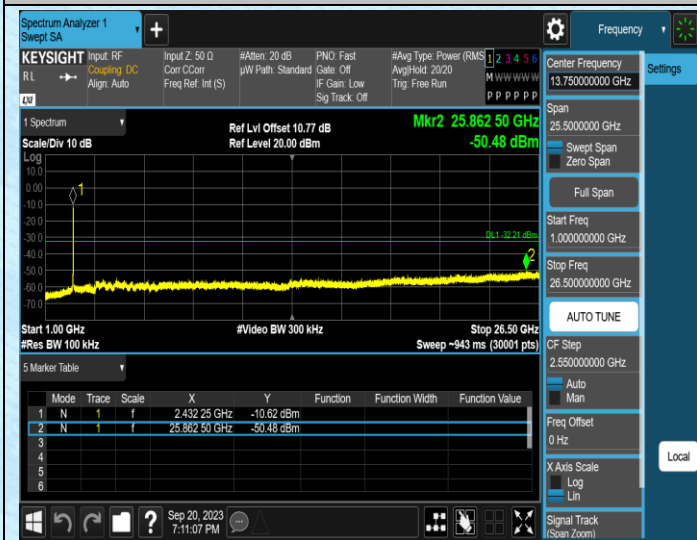 Spectrum Analyzer 1
Swept SA
+
Frequency
KEYSIGHT
RL
LXI
Input: RF
Coupling: DC
Align: Auto
Input Z: 50 Ω
Corr CCorr
Freq Ref: Int (S)
#Atten: 20 dB
µW Path: Standard
PNO: Fast
Gate: Off
IF Gain: Low
Sig Track: Off
#Avg Type: Power (RMS)
Avg|Hold: 20/20
Trig: Free Run
1 2 3 4 5 6
M W W W W W
P P P P P P
1 Spectrum
Scale/Div 10 dB
Ref Lvl Offset 10.77 dB
Ref Level 20.00 dBm
Mkr2 25.862 50 GHz
-50.48 dBm
Log
10.0
0.00
-10.0
-20.0
-30.0
-40.0
-50.0
-60.0
-70.0
1
DL1 -32.21 dBm
2
Start 1.00 GHz
#Res BW 100 kHz
#Video BW 300 kHz
Stop 26.50 GHz
Sweep ~943 ms (30001 pts)
5 Marker Table
Mode Trace Scale X Y Function Function Width Function Value
1 N 1 f 2.432 25 GHz -10.62 dBm
2 N 1 f 25.862 50 GHz -50.48 dBm
3
4
5
6
Sep 20, 2023
7:11:07 PM
?
Center Frequency
13.750000000 GHz
Span
25.5000000 GHz
Swept Span
Zero Span
Full Span
Start Freq
1.000000000 GHz
Stop Freq
26.500000000 GHz
AUTO TUNE
CF Step
2.550000000 GHz
Auto
Man
Freq Offset
0 Hz
X Axis Scale
Log
Lin
Signal Track
(Span Zoom)
Settings
Local